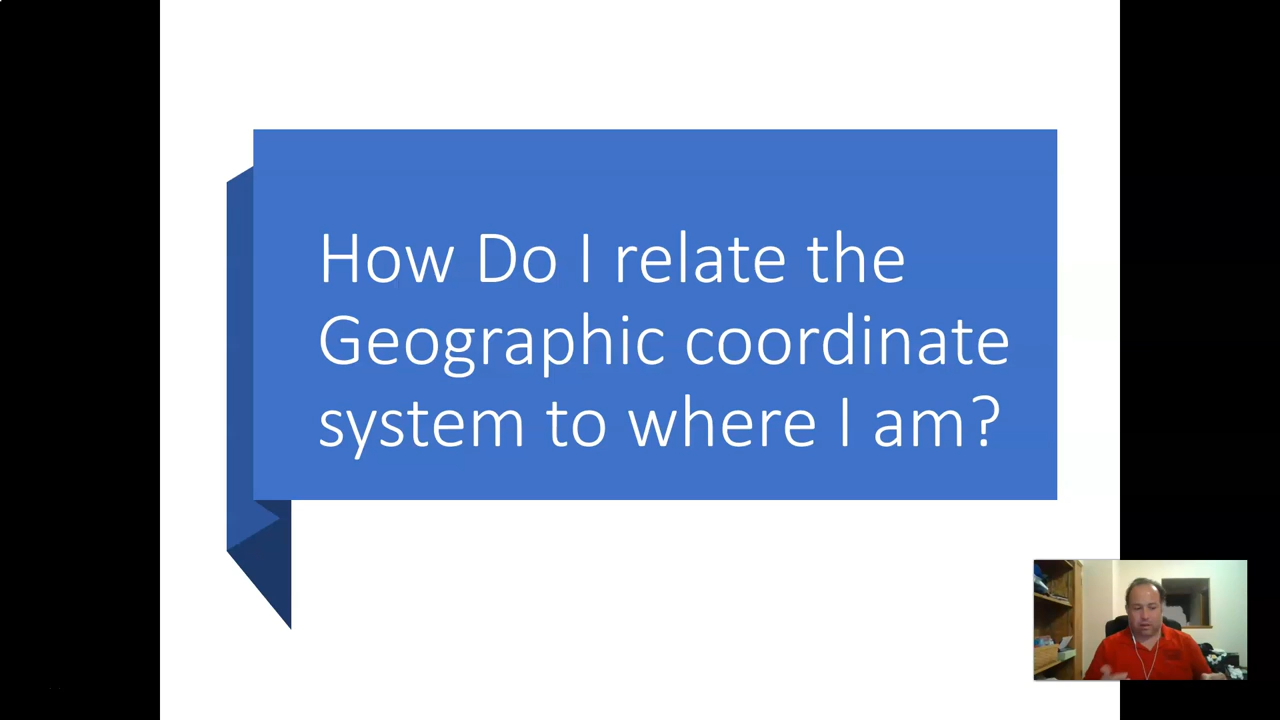 How Do I relate the
Geographic coordinate
system to where I am?